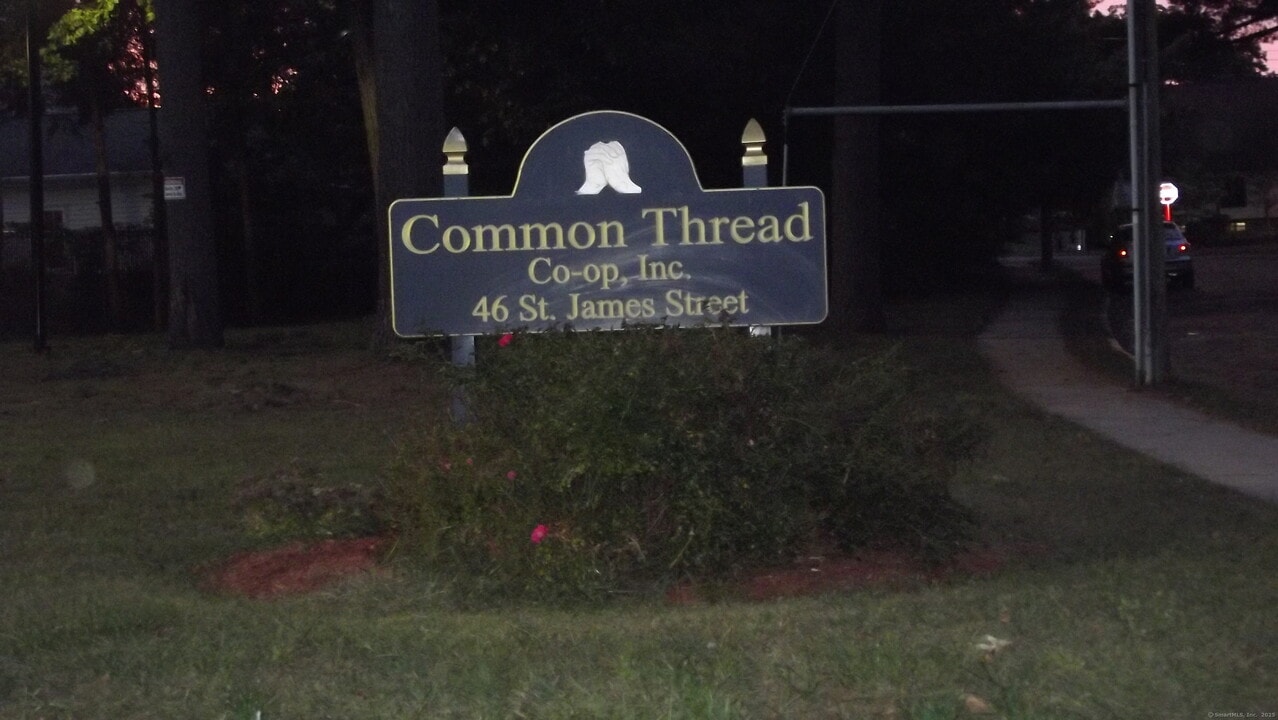 Common Thread
Co-op, Inc.
46 St. James Street